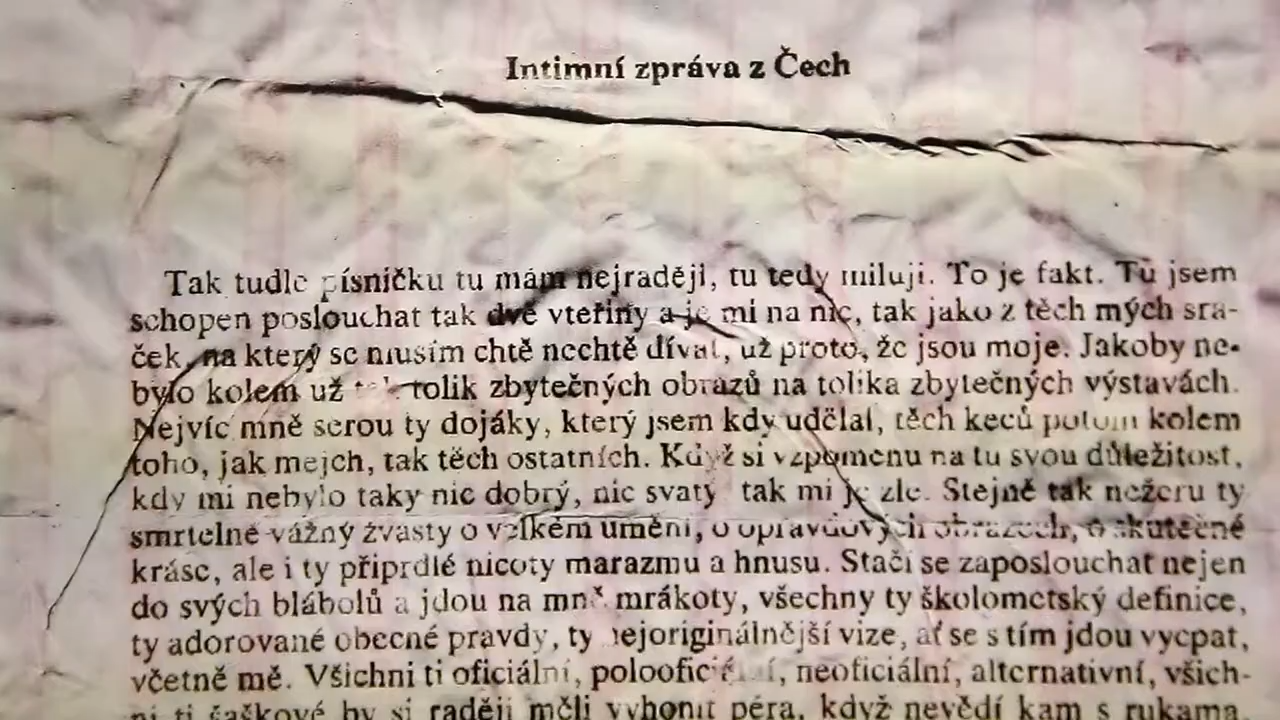 Intimní zpráva z Čech
Tak tudle písničku tu mám nejraději, tu tedy miluji. To je fakt. Tu jsem
schopen poslouchat tak dvě vteřiny a je mi na nic, tak jako z těch mých sra-
ček, na který se musím chtě nechtě dívat, už proto, že jsou moje. Jakoby ne-
bylo kolem už tolik zbytečných obrazů na tolika zbytečných výstavách.
Nejvíc mně serou ty dojáky, který jsem kdy udělal, těch keců potom kolem
toho, jak mejch, tak těch ostatních. Když si vzpomenu na tu svou důležitost,
kdy mi nebylo taky nic dobrý, nic svatý tak mi je zle. Stejně tak nežeru ty
smrtelně vážný žvásty o velkém umění, o opravdových obrazech, o skutečné
kráse, ale i ty připrdlé nicoty marazmu a hnusu. Stačí se zaposlouchat nejen
do svých blábolů a jdou na mně mrákoty, všechny ty školometský definice,
ty adorované obecné pravdy, ty nejoriginálnější vize, ať se s tím jdou vycpat,
včetně mě. Všichni ti oficiální, polooficiální, neoficiální, alternativní, všich-
ni ti šaškové by si raději měli vyhonit péra, když nevědí kam s rukama.